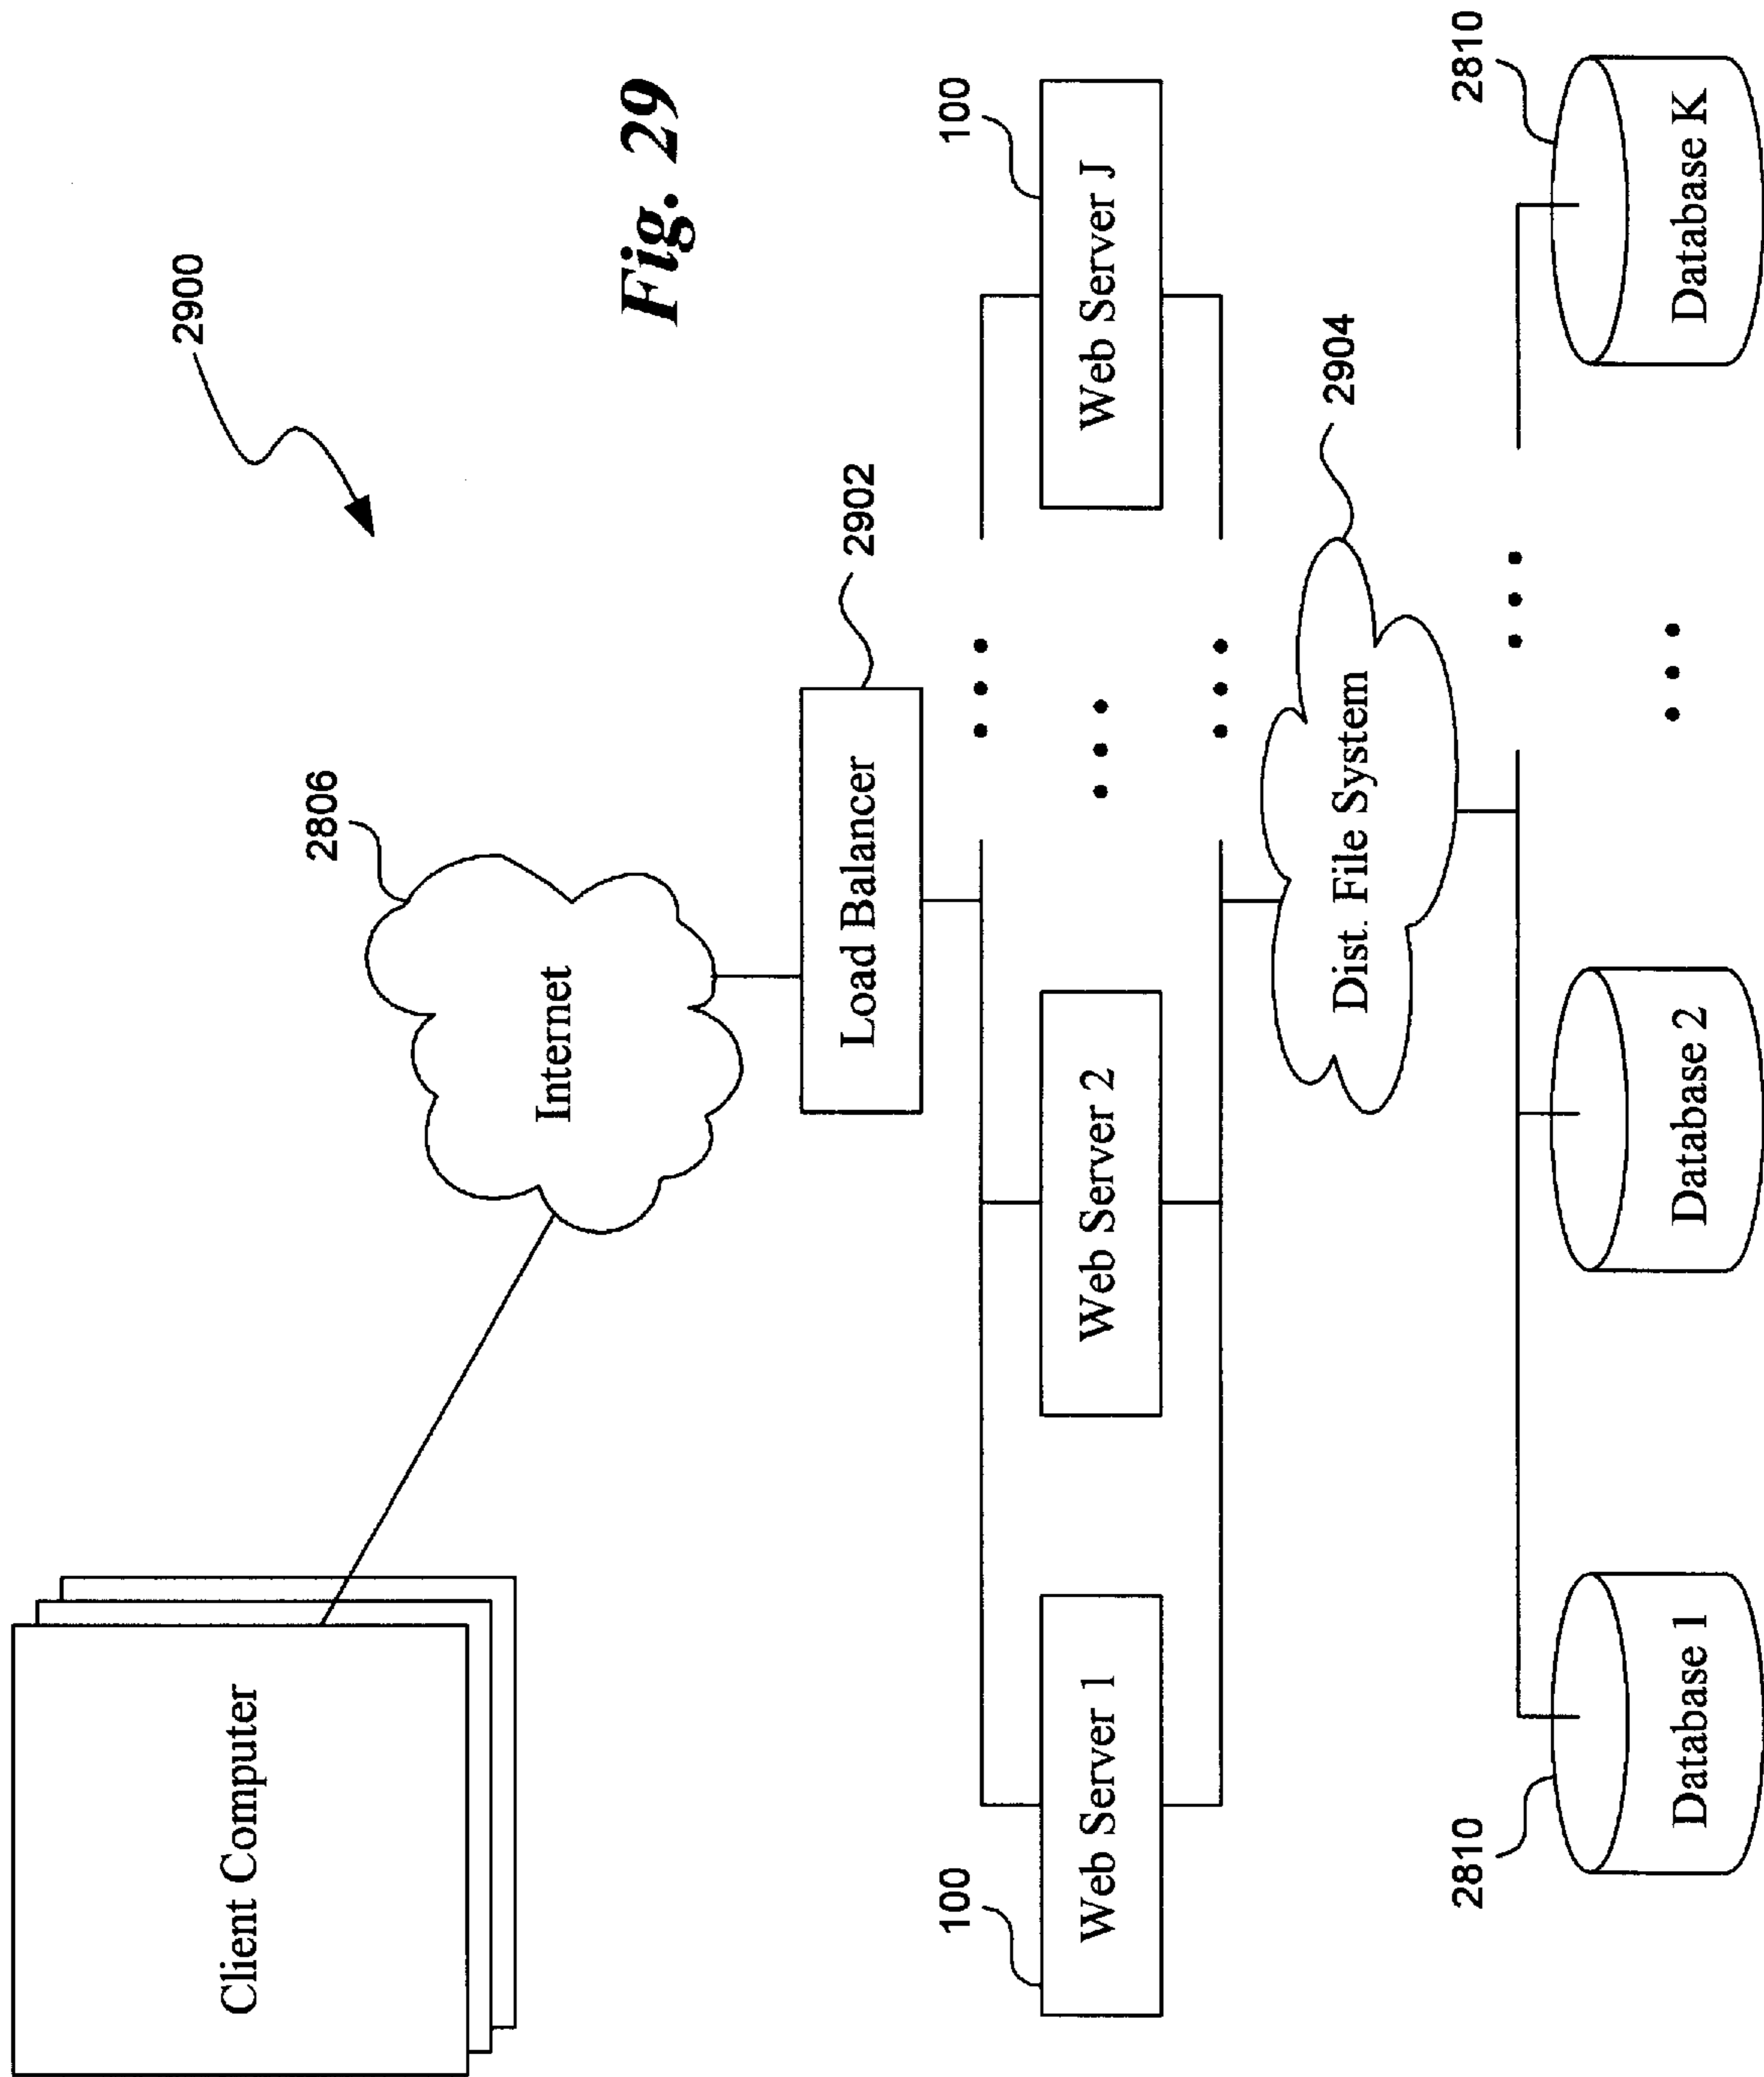 2900
Client Computer
2806
Internet
Fig. 29
2902
Load Balancer
100
100
Web Server 1
Web Server 2
Web Server J
2904
Dist. File System
2810
2810
Database 1
Database 2
Database K